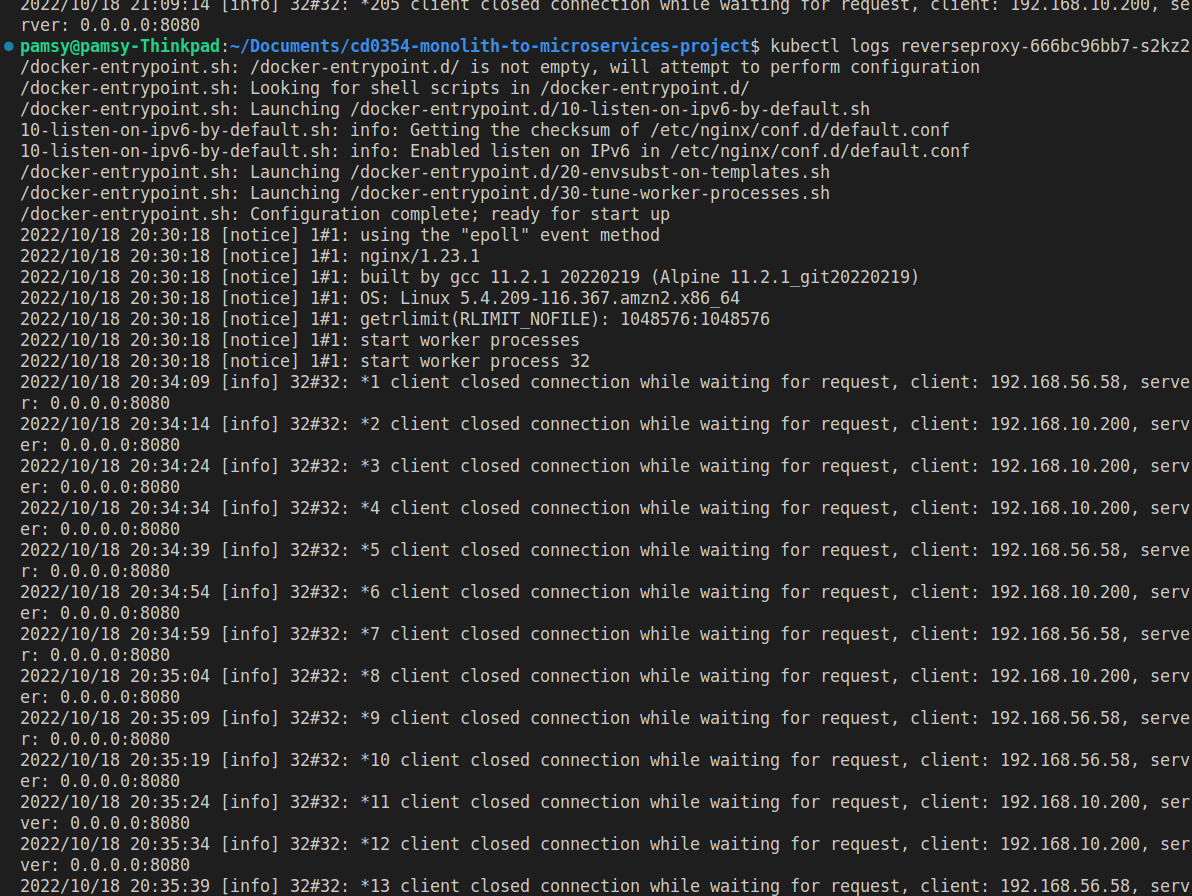 2022/10/18 21:09:14 [info] 32#32: *205 client closed connection while waiting for request, client: 192.168.10.200, se
rver: 0.0.0.0:8080
pamsy@pamsy-Thinkpad:~/Documents/cd0354-monolith-to-microservices-project$ kubectl logs reverseproxy-666bc96bb7-s2kz2
/docker-entrypoint.sh: /docker-entrypoint.d/ is not empty, will attempt to perform configuration
/docker-entrypoint.sh: Looking for shell scripts in /docker-entrypoint.d/
/docker-entrypoint.sh: Launching /docker-entrypoint.d/10-listen-on-ipv6-by-default.sh
10-listen-on-ipv6-by-default.sh: info: Getting the checksum of /etc/nginx/conf.d/default.conf
10-listen-on-ipv6-by-default.sh: info: Enabled listen on IPv6 in /etc/nginx/conf.d/default.conf
/docker-entrypoint.sh: Launching /docker-entrypoint.d/20-envsubst-on-templates.sh
/docker-entrypoint.sh: Launching /docker-entrypoint.d/30-tune-worker-processes.sh
/docker-entrypoint.sh: Configuration complete; ready for start up
2022/10/18 20:30:18 [notice] 1#1: using the "epoll" event method
2022/10/18 20:30:18 [notice] 1#1: nginx/1.23.1
2022/10/18 20:30:18 [notice] 1#1: built by gcc 11.2.1 20220219 (Alpine 11.2.1_git20220219)
2022/10/18 20:30:18 [notice] 1#1: OS: Linux 5.4.209-116.367.amzn2.x86_64
2022/10/18 20:30:18 [notice] 1#1: getrlimit(RLIMIT_NOFILE): 1048576:1048576
2022/10/18 20:30:18 [notice] 1#1: start worker processes
2022/10/18 20:30:18 [notice] 1#1: start worker process 32
2022/10/18 20:34:09 [info] 32#32: *1 client closed connection while waiting for request, client: 192.168.56.58, serve
r: 0.0.0.0:8080
2022/10/18 20:34:14 [info] 32#32: *2 client closed connection while waiting for request, client: 192.168.10.200, serv
er: 0.0.0.0:8080
2022/10/18 20:34:24 [info] 32#32: *3 client closed connection while waiting for request, client: 192.168.10.200, serv
er: 0.0.0.0:8080
2022/10/18 20:34:34 [info] 32#32: *4 client closed connection while waiting for request, client: 192.168.10.200, serv
er: 0.0.0.0:8080
2022/10/18 20:34:39 [info] 32#32: *5 client closed connection while waiting for request, client: 192.168.56.58, serve
r: 0.0.0.0:8080
2022/10/18 20:34:54 [info] 32#32: *6 client closed connection while waiting for request, client: 192.168.10.200, serv
er: 0.0.0.0:8080
2022/10/18 20:34:59 [info] 32#32: *7 client closed connection while waiting for request, client: 192.168.56.58, serve
r: 0.0.0.0:8080
2022/10/18 20:35:04 [info] 32#32: *8 client closed connection while waiting for request, client: 192.168.10.200, serv
er: 0.0.0.0:8080
2022/10/18 20:35:09 [info] 32#32: *9 client closed connection while waiting for request, client: 192.168.56.58, serve
r: 0.0.0.0:8080
2022/10/18 20:35:19 [info] 32#32: *10 client closed connection while waiting for request, client: 192.168.56.58, serv
er: 0.0.0.0:8080
2022/10/18 20:35:24 [info] 32#32: *11 client closed connection while waiting for request, client: 192.168.10.200, ser
ver: 0.0.0.0:8080
2022/10/18 20:35:34 [info] 32#32: *12 client closed connection while waiting for request, client: 192.168.10.200, ser
ver: 0.0.0.0:8080
2022/10/18 20:35:39 [info] 32#32: *13 client closed connection while waiting for request, client: 192.168.56.58, serv